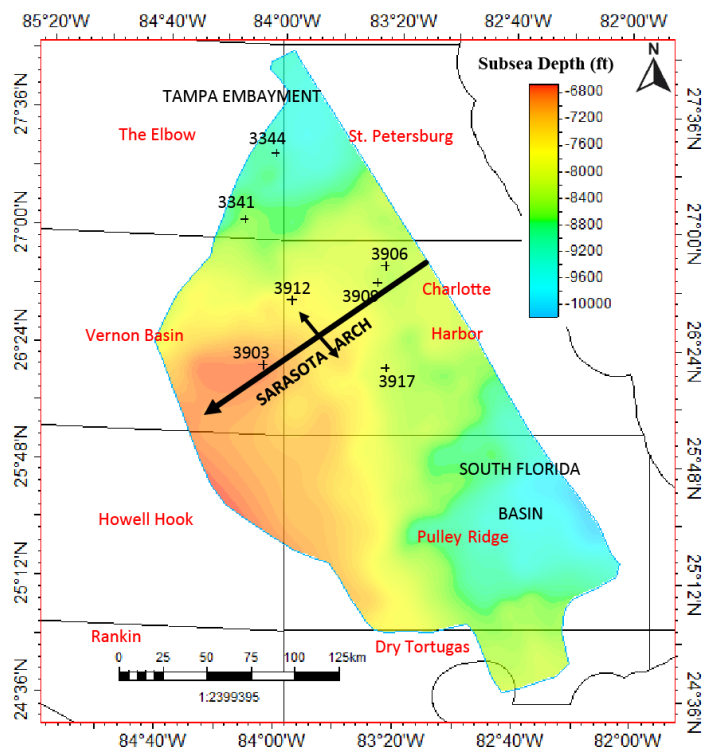 85°20'W 84°40'W 84°00'W 83°20'W 82°40'W 82°00'W
N
Subsea Depth (ft)
-6800
-7200
-7600
-8000
-8400
-8800
-9200
-9600
-10000
27°36'N
27°00'N
26°24'N
25°48'N
25°12'N
24°36'N
27°36'N
27°00'N
26°24'N
25°48'N
25°12'N
24°36'N
TAMPA EMBAYMENT
The Elbow
3344
St. Petersburg
3341
3906
3912
3909
Charlotte
Harbor
Vernon Basin
3903
SARASOTA ARCH
3917
SOUTH FLORIDA
BASIN
Howell Hook
Pulley Ridge
Rankin
Dry Tortugas
0 25 50 75 100 125km
1:2399395
84°40'W 84°00'W 83°20'W 82°40'W 82°00'W